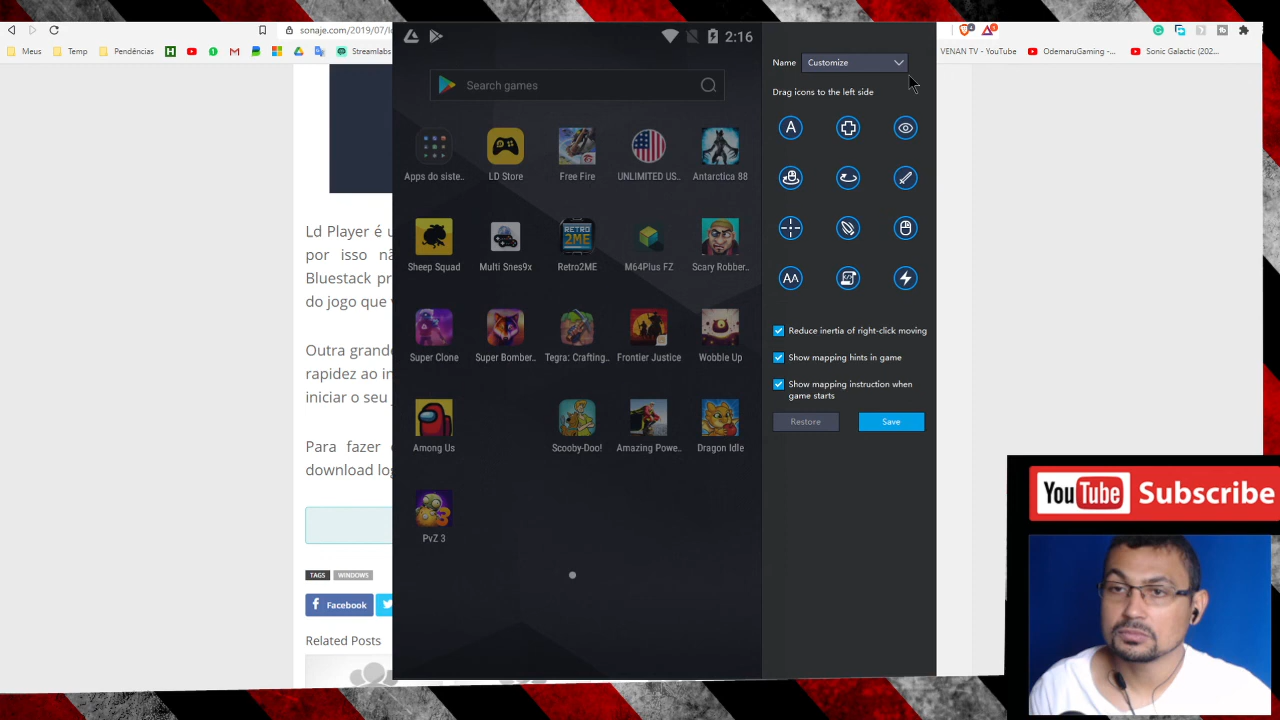 sonaje.com/2019/07/l
Meus
Temp
Pendências
Streamlabs
VENAN TV - YouTube
OdemaruGaming -...
Sonic Galactic (202...
2:16
Search games
Apps do siste..
LD Store
Free Fire
UNLIMITED US..
Antarctica 88
Sheep Squad
Multi Snes9x
Retro2ME
M64Plus FZ
Scary Robber..
RETRO
2ME
Super Clone
Super Bomber..
Tegra: Crafting..
Frontier Justice
Wobble Up
Among Us
Scooby-Doo!
Amazing Powe..
Dragon Idle
PvZ 3
Name
Customize
Drag icons to the left side
A
AA
Reduce inertia of right-click moving
Show mapping hints in game
Show mapping instruction when
game starts
Restore
Save
Ld Player é u
por isso nã
Bluestack pr
do jogo que v
Outra grand
rapidez ao in
iniciar o seu
Para fazer
download log
TAGS
WINDOWS
Facebook
Related Posts
YouTube Subscribe